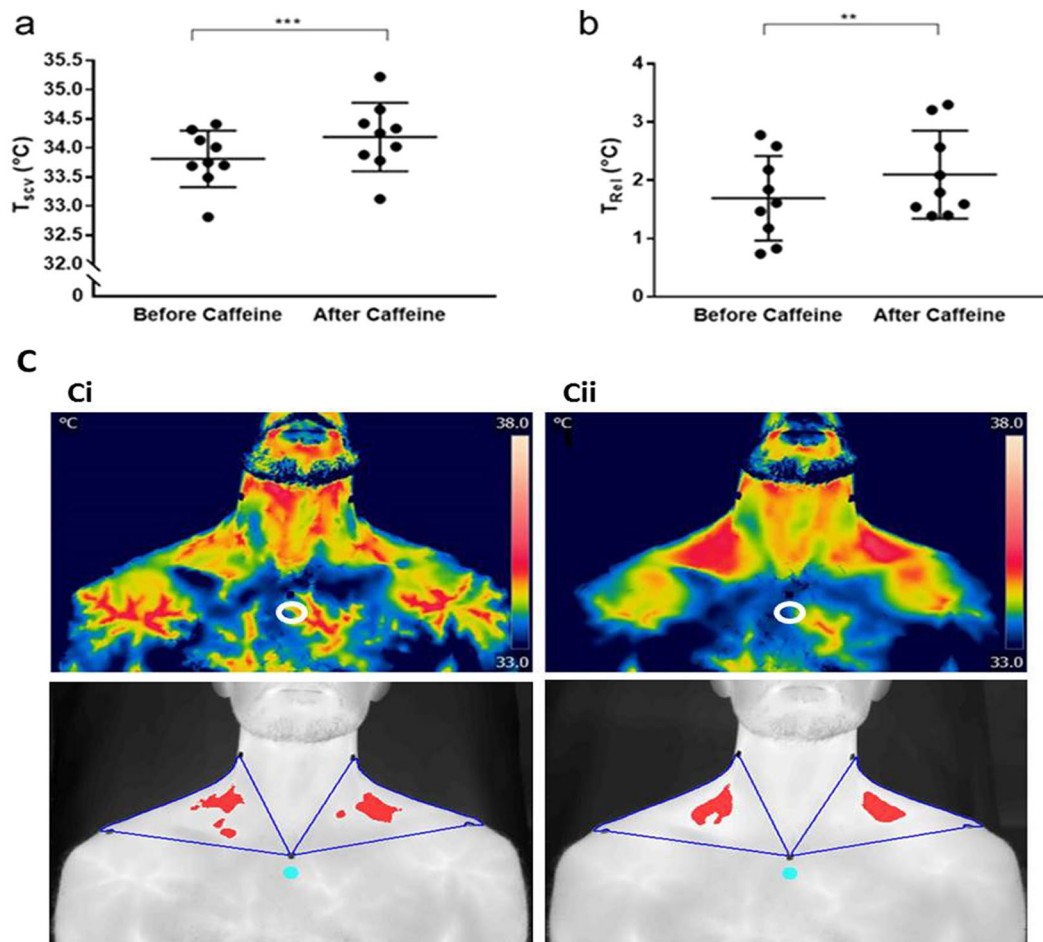 a
***
35.5
35.0
34.5
34.0
33.5
33.0
32.5
32.0
0
Tscv (°C)
Before Caffeine
After Caffeine
b
**
4
3
2
1
0
TRel (°C)
Before Caffeine
After Caffeine
C
Ci
°C
38.0
33.0
Cii
°C
38.0
33.0